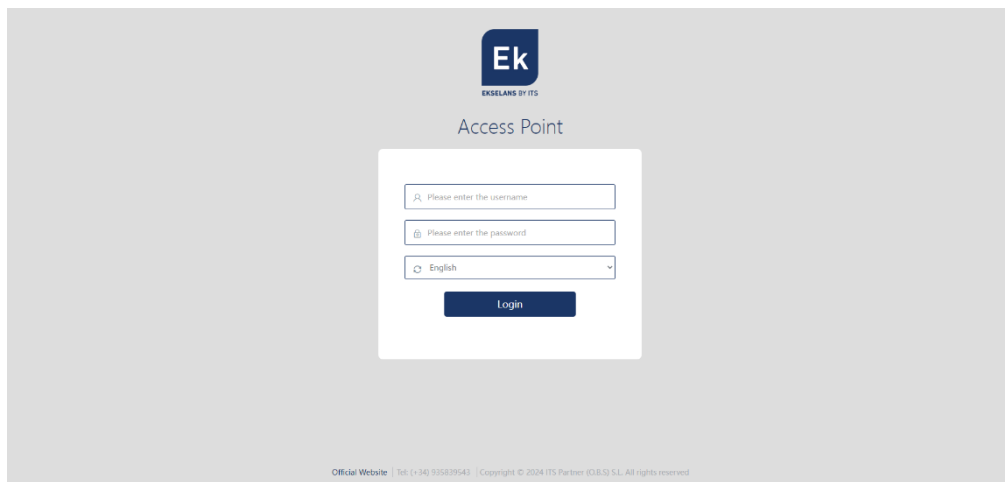 Ek
EKSELANS BY ITS
Access Point
Please enter the username
Please enter the password
English
Login
Official Website | Tel: (+34) 935839543 | Copyright © 2024 ITS Partner (O.B.S) S.L. All rights reserved